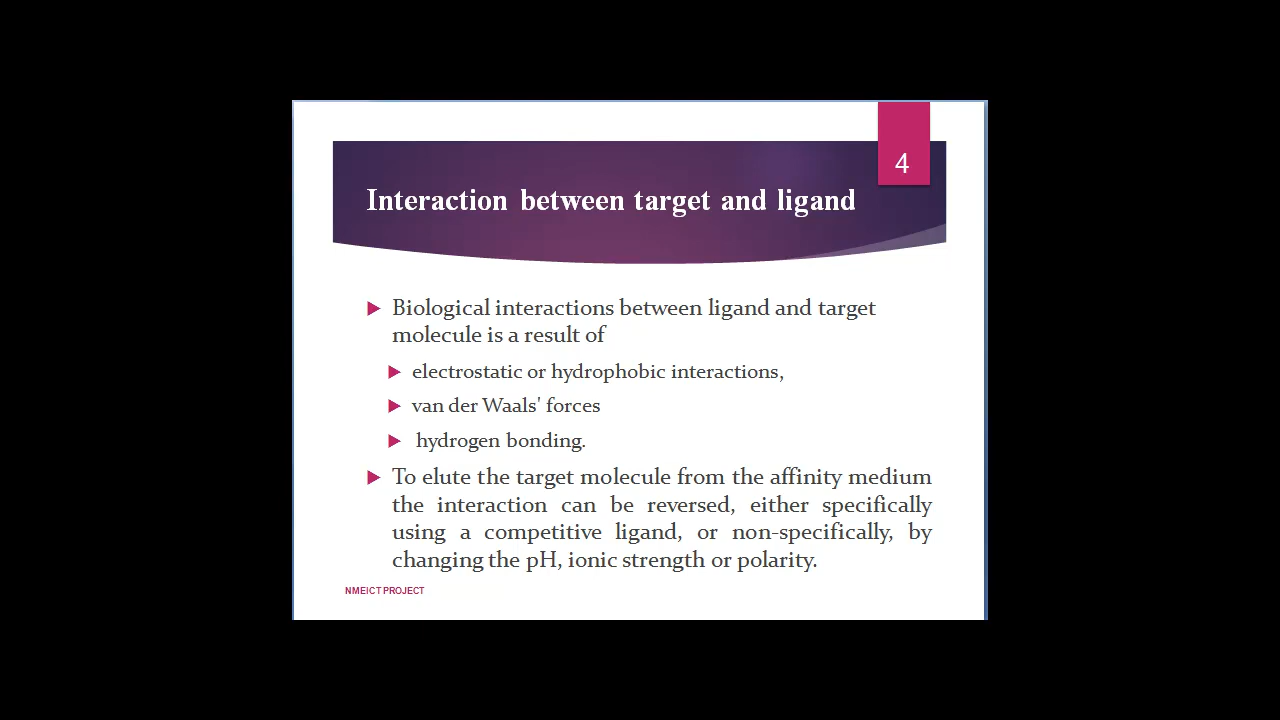 4
Interaction between target and ligand
Biological interactions between ligand and target
molecule is a result of
electrostatic or hydrophobic interactions,
van der Waals' forces
hydrogen bonding.
To elute the target molecule from the affinity medium
the interaction can be reversed, either specifically
using a competitive ligand, or non-specifically, by
changing the pH, ionic strength or polarity.
NMEICT PROJECT